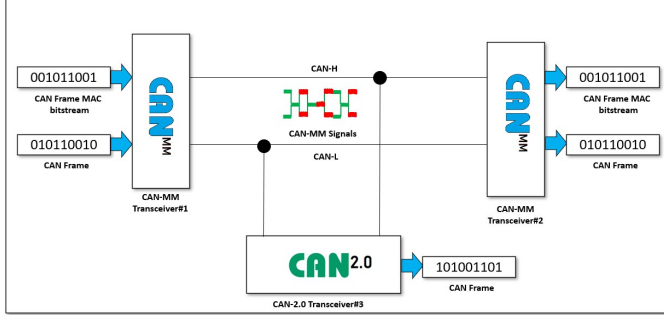 001011001
CAN Frame MAC
bitstream
010110010
CAN Frame
CAN MM
CAN-MM
Transceiver#1
CAN-H
CAN-MM Signals
CAN-L
CAN 2.0
CAN-2.0 Transceiver#3
101001101
CAN Frame
CAN MM
CAN-MM
Transceiver#2
001011001
CAN Frame MAC
bitstream
010110010
CAN Frame